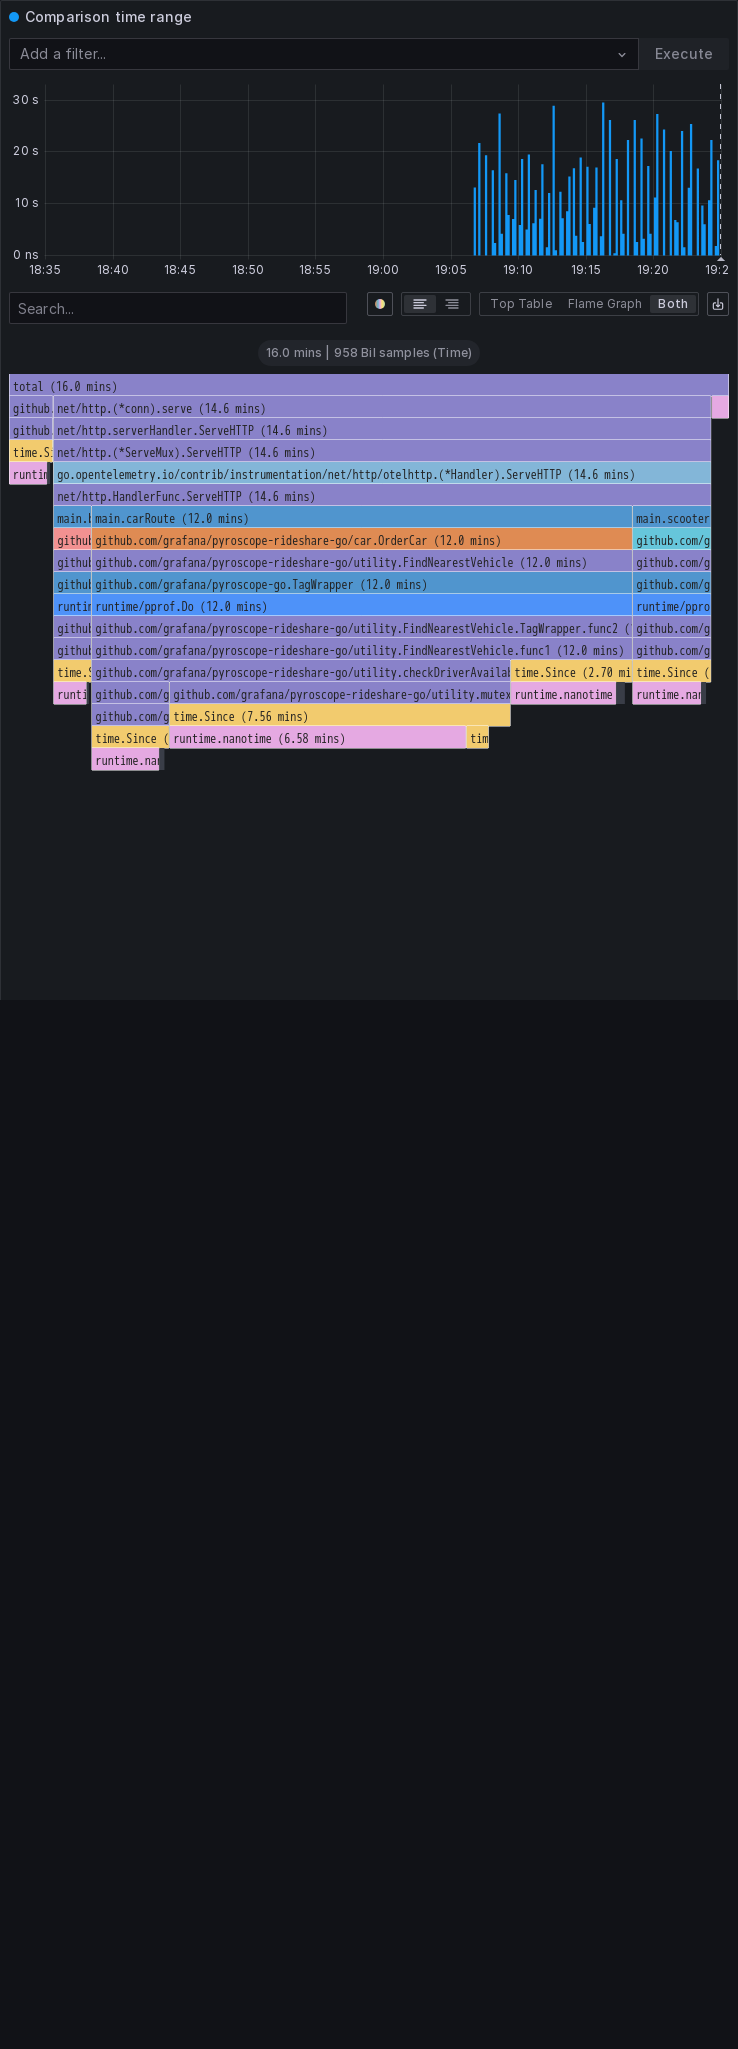 Comparison time range
Add a filter...
Execute
30 s
20 s
10 s
0 ns
18:35 18:40 18:45 18:50 18:55 19:00 19:05 19:10 19:15 19:20 19:2
Search...
Top Table Flame Graph Both
16.0 mins | 958 Bil samples (Time)
total (16.0 mins)
github. net/http.(*conn).serve (14.6 mins)
github. net/http.serverHandler.ServeHTTP (14.6 mins)
time.S net/http.(*ServeMux).ServeHTTP (14.6 mins)
runtin go.opentelemetry.io/contrib/instrumentation/net/http/otelhttp.(*Handler).ServeHTTP (14.6 mins)
net/http.HandlerFunc.ServeHTTP (14.6 mins)
main. main.carRoute (12.0 mins) main.scooter
githu github.com/grafana/pyroscope-rideshare-go/car.OrderCar (12.0 mins) github.com/g
githu github.com/grafana/pyroscope-rideshare-go/utility.FindNearestVehicle (12.0 mins) github.com/g
githu github.com/grafana/pyroscope-go.TagWrapper (12.0 mins) github.com/g
runtin runtime/pprof.Do (12.0 mins) runtime/ppro
githu github.com/grafana/pyroscope-rideshare-go/utility.FindNearestVehicle.TagWrapper.func2 ( github.com/g
githu github.com/grafana/pyroscope-rideshare-go/utility.FindNearestVehicle.func1 (12.0 mins) github.com/g
time. github.com/grafana/pyroscope-rideshare-go/utility.checkDriverAvailab time.Since (2.70 mi time.Since (
runti github.com/g github.com/grafana/pyroscope-rideshare-go/utility.mutex runtime.nanotime runtime.nan
github.com/g time.Since (7.56 mins)
time.Since ( runtime.nanotime (6.58 mins) tim
runtime.nan